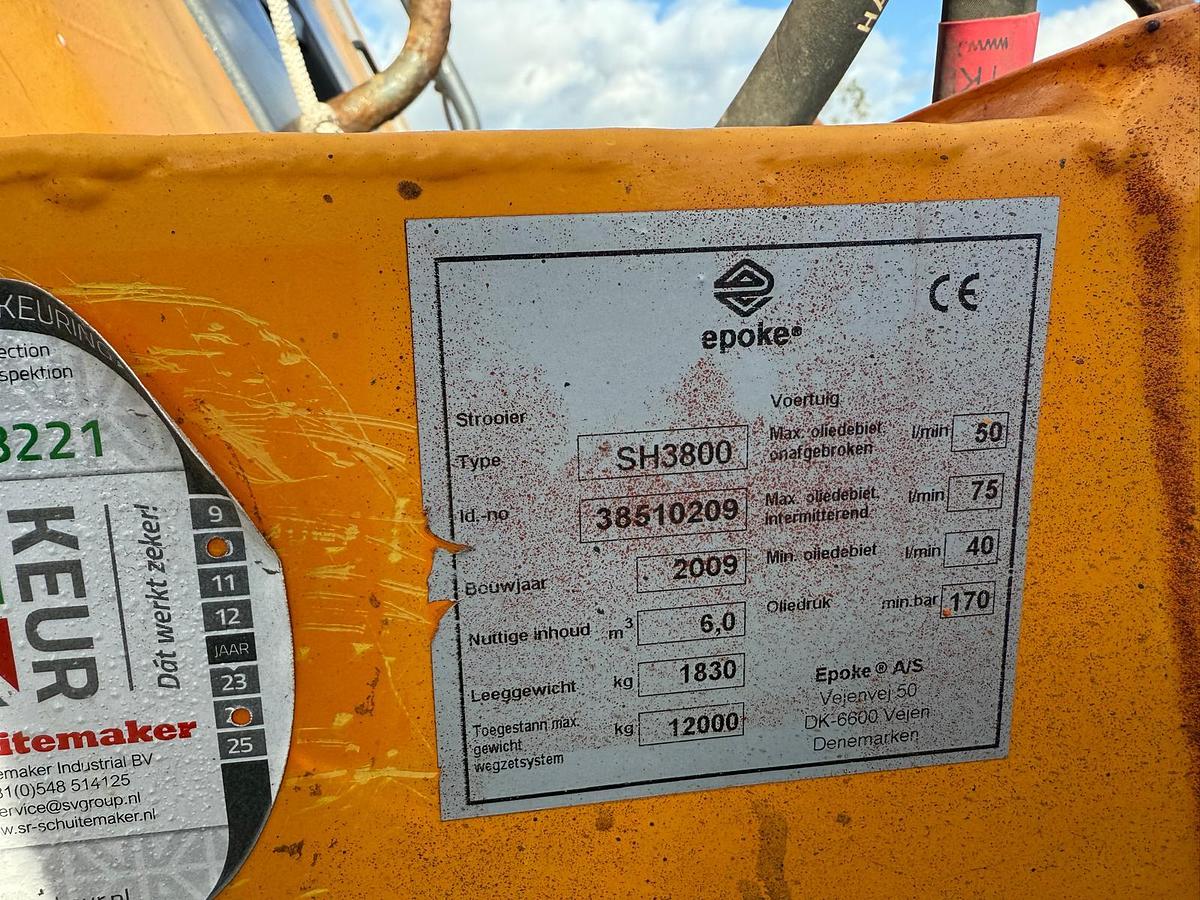 KEURING
ection
spektion
3221
KEUR
Dát werkt zeker!
9
11
12
JAAR
23
25
uitemaker
emaker Industrial BV
31(0)548 514125
ervice@svgroup.nl
w.sr-schuitemaker.nl
epoke®
CE
Strooier
Type SH3800
Id.-no 38510209
Bouwjaar 2009
Nuttige inhoud m³ 6,0
Leeggewicht kg 1830
Toegestann max.
gewicht
wegzetsystem
kg 12000
Voertuig
Max. oliedebiet
onafgebroken
l/min 50
Max. oliedebiet.
intermitterend.
l/min 75
Min. oliedebiet l/min 40
Oliedruk min.bar 170
Epoke ® A/S
Vejenvej 50
DK-6600 Vejen
Denemarken